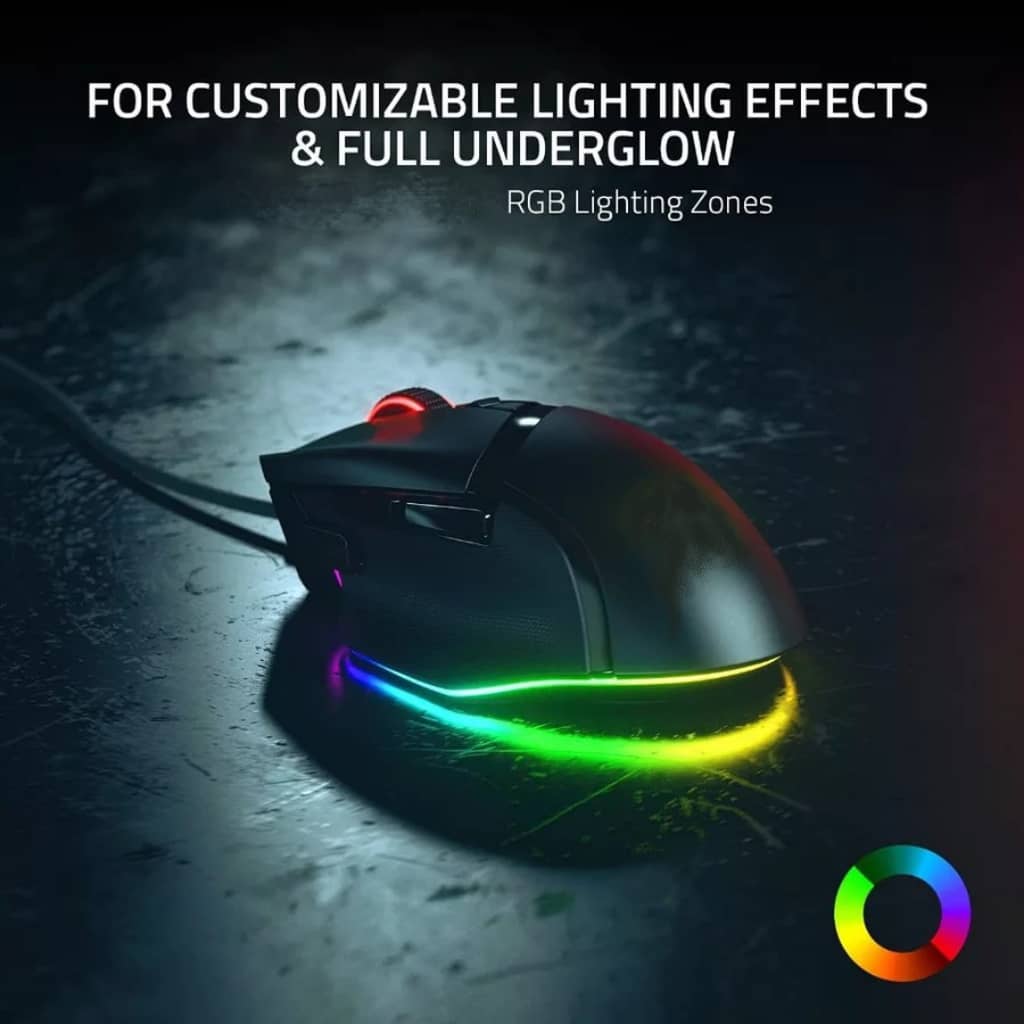 FOR CUSTOMIZABLE LIGHTING EFFECTS
& FULL UNDERGLOW
RGB Lighting Zones